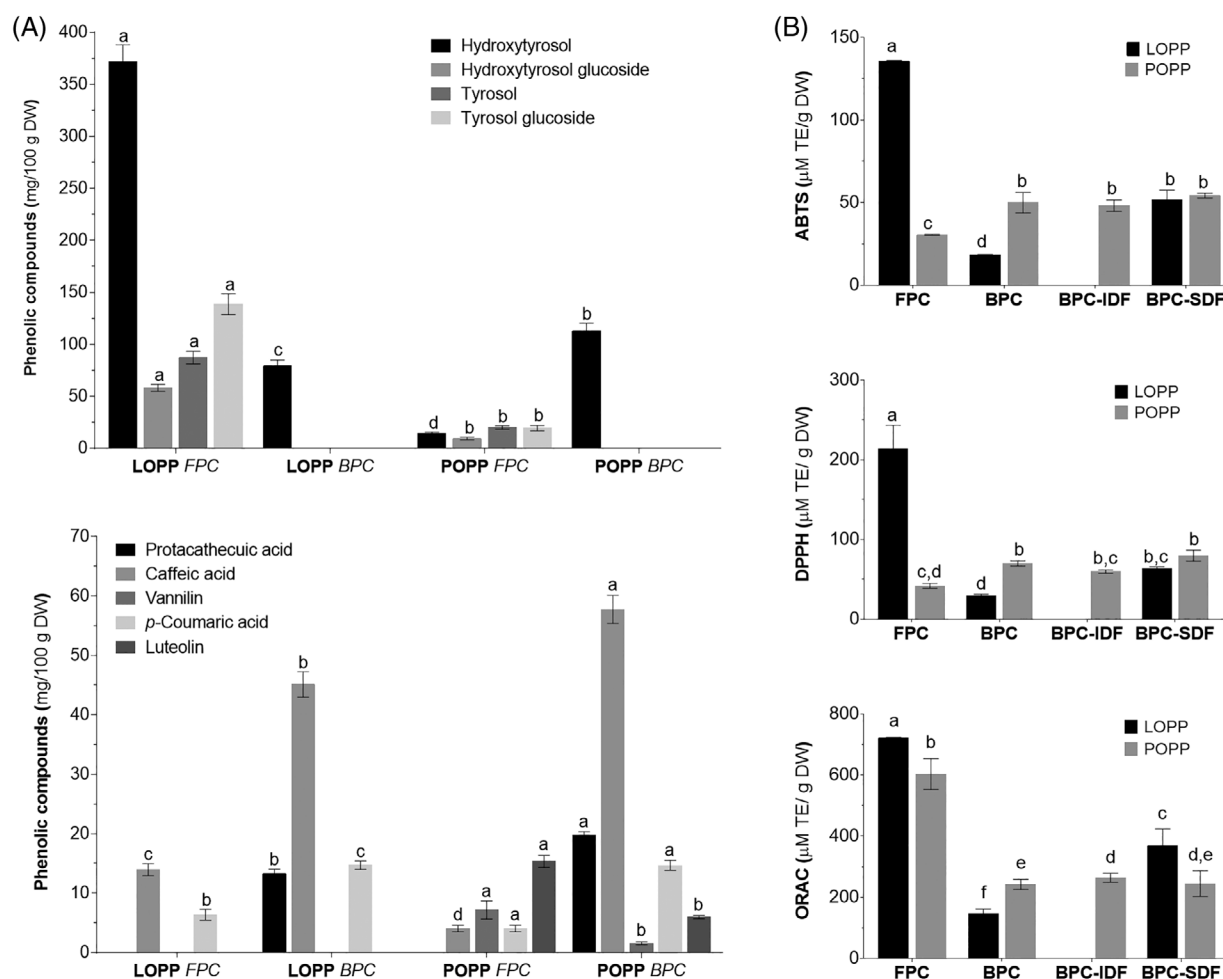 (A)
Phenolic compounds (mg/100 g DW)
400
350
300
250
200
150
100
50
0
Hydroxytyrosol
Hydroxytyrosol glucoside
Tyrosol
Tyrosol glucoside
a
a
a
a
c
d
b
b
b
b
LOPP FPC
LOPP BPC
POPP FPC
POPP BPC
Phenolic compounds (mg/100 g DW)
70
60
50
40
30
20
10
0
Protacathecuic acid
Caffeic acid
Vannilin
p-Coumaric acid
Luteolin
c
b
b
b
c
d
a
a
a
a
a
b
a
b
LOPP FPC
LOPP BPC
POPP FPC
POPP BPC
(B)
ABTS (μM TE/g DW)
150
100
50
0
LOPP
POPP
a
c
d
b
b
b
b
FPC
BPC
BPC-IDF
BPC-SDF
DPPH (μM TE/ g DW)
300
200
100
0
LOPP
POPP
a
c,d
d
b
b,c
b,c
b
FPC
BPC
BPC-IDF
BPC-SDF
ORAC (μM TE/ g DW)
800
600
400
200
0
LOPP
POPP
a
b
f
e
d
c
d,e
FPC
BPC
BPC-IDF
BPC-SDF